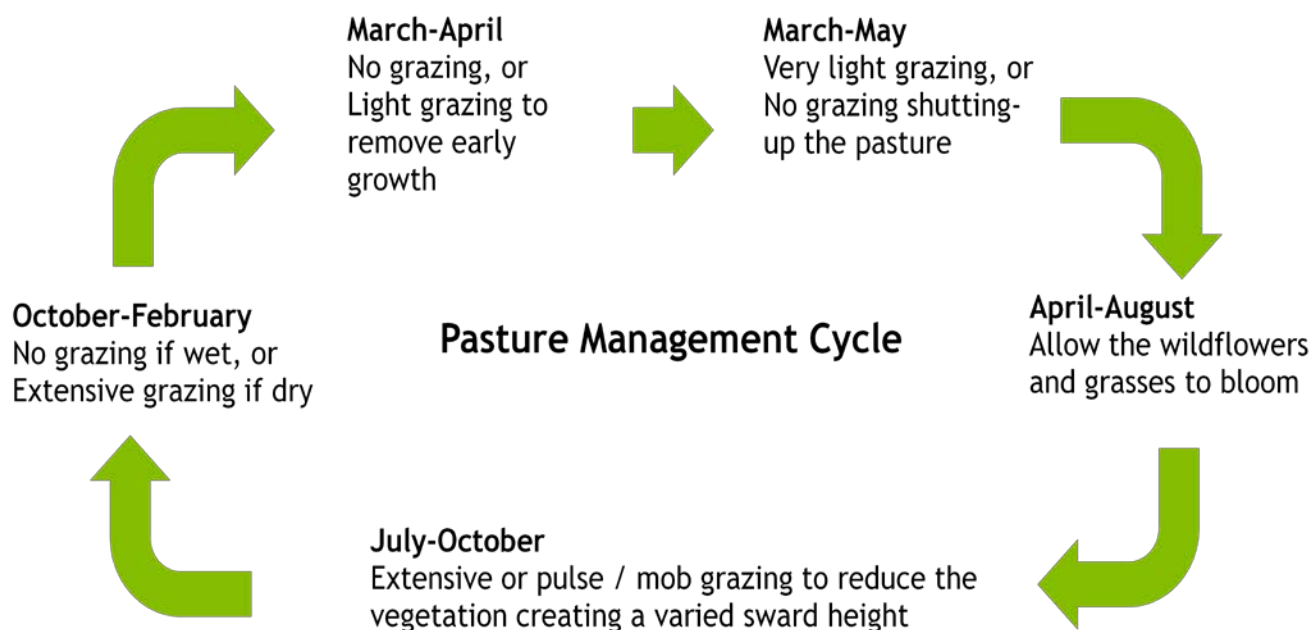 March-April
No grazing, or
Light grazing to
remove early
growth
March-May
Very light grazing, or
No grazing shutting-
up the pasture
April-August
Allow the wildflowers
and grasses to bloom
July-October
Extensive or pulse / mob grazing to reduce the
vegetation creating a varied sward height
October-February
No grazing if wet, or
Extensive grazing if dry
Pasture Management Cycle